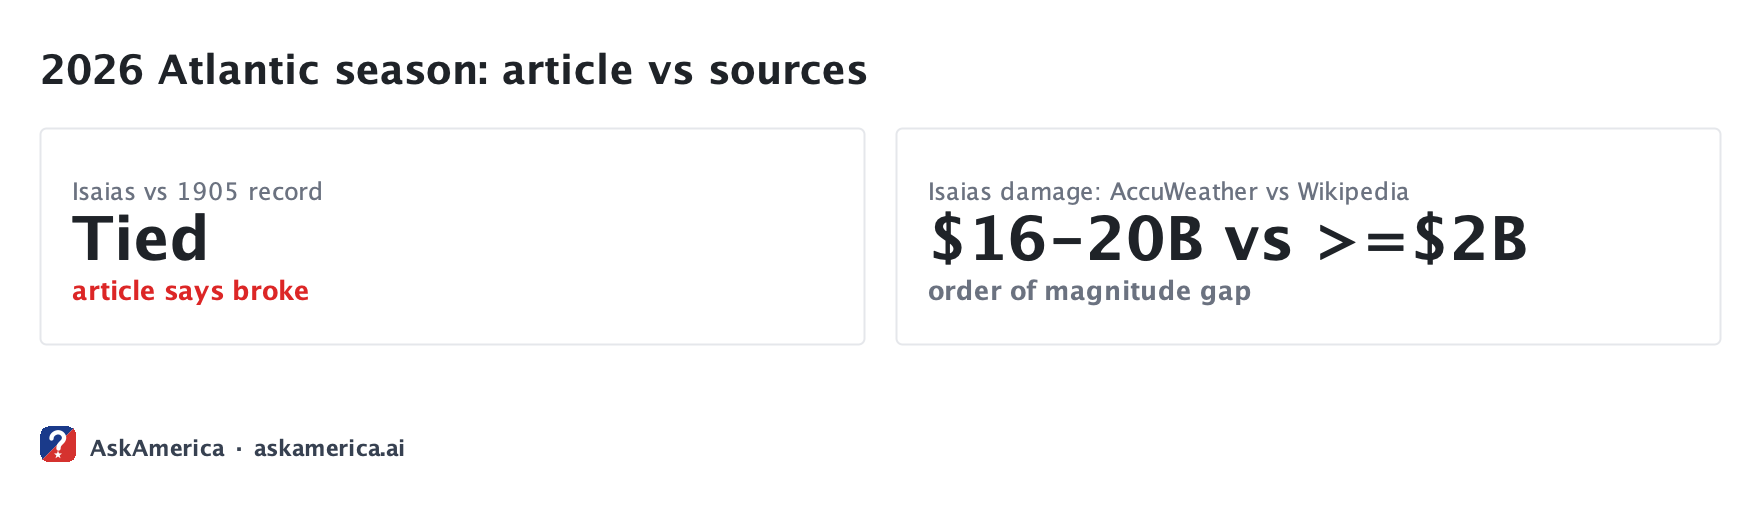 2026 Atlantic season: article vs sources
Isaias vs 1905 record
Tied
article says broke
Isaias damage: AccuWeather vs Wikipedia
$16–20B vs >=$2B
order of magnitude gap
AskAmerica · askamerica.ai